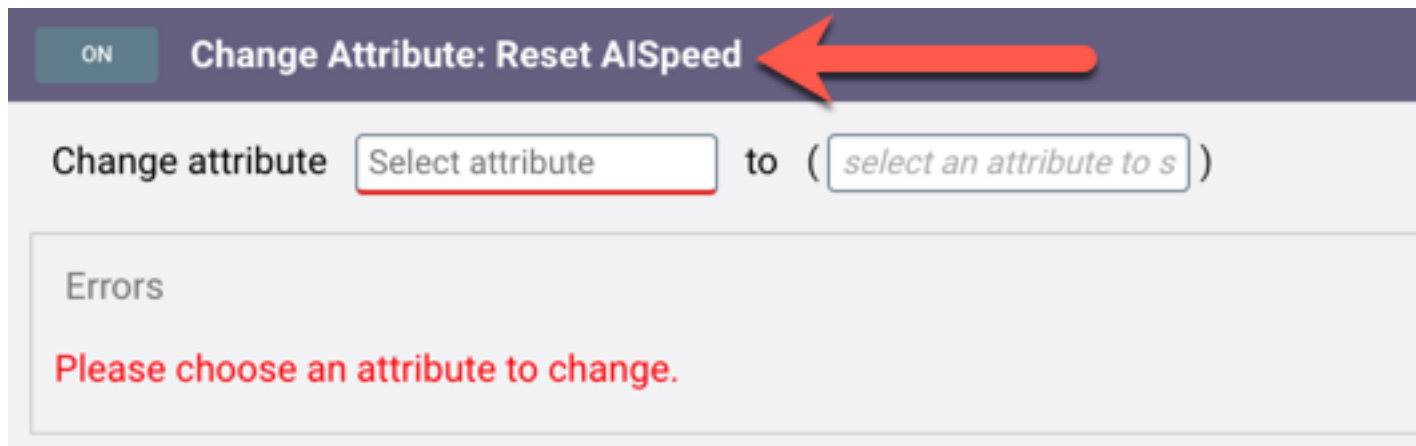 ON Change Attribute: Reset AISpeed
Change attribute Select attribute to ( select an attribute to s )
Errors
Please choose an attribute to change.